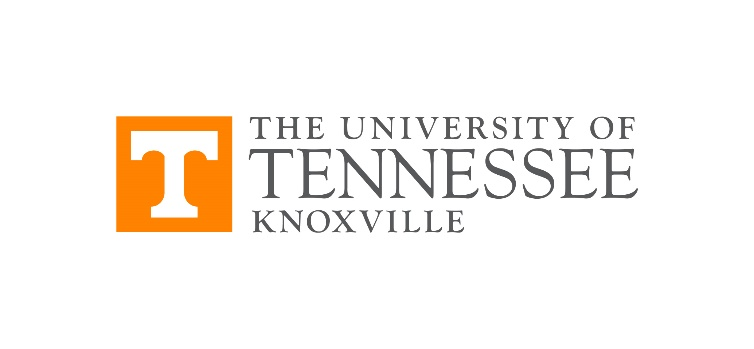 T
THE UNIVERSITY OF
TENNESSEE
KNOXVILLE